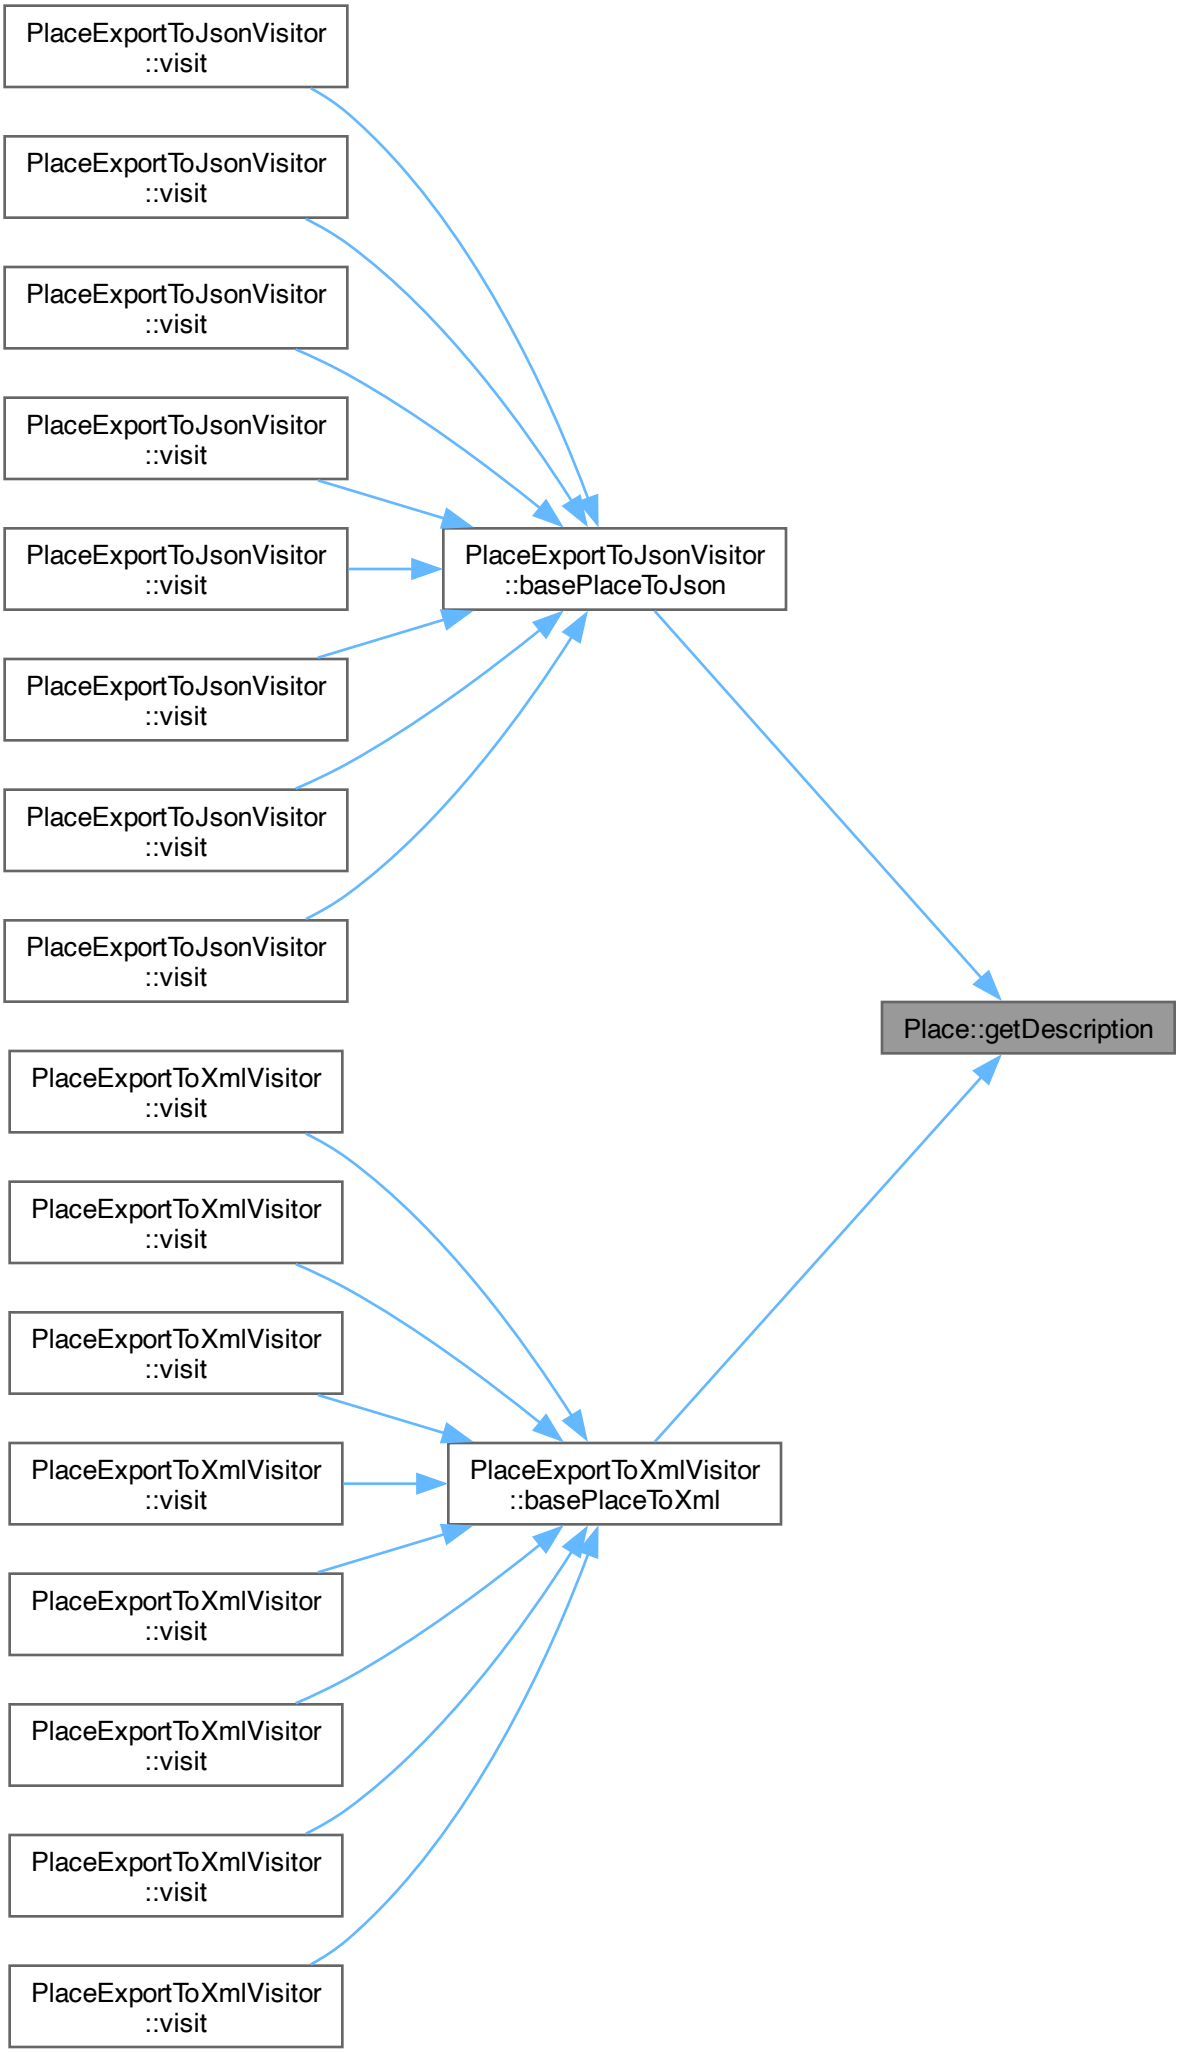 PlaceExportToJsonVisitor
::visit
PlaceExportToJsonVisitor
::visit
PlaceExportToJsonVisitor
::visit
PlaceExportToJsonVisitor
::visit
PlaceExportToJsonVisitor
::visit
PlaceExportToJsonVisitor
::basePlaceToJson
PlaceExportToJsonVisitor
::visit
PlaceExportToJsonVisitor
::visit
PlaceExportToJsonVisitor
::visit
Place::getDescription
PlaceExportToXmlVisitor
::visit
PlaceExportToXmlVisitor
::visit
PlaceExportToXmlVisitor
::visit
PlaceExportToXmlVisitor
::visit
PlaceExportToXmlVisitor
::basePlaceToXml
PlaceExportToXmlVisitor
::visit
PlaceExportToXmlVisitor
::visit
PlaceExportToXmlVisitor
::visit
PlaceExportToXmlVisitor
::visit